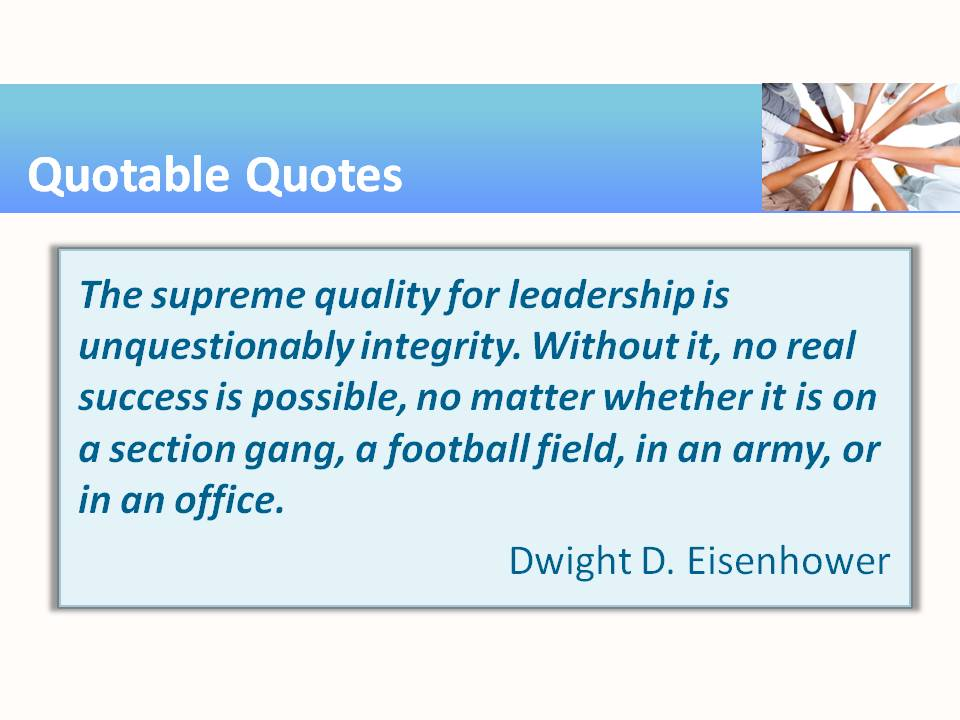 Quotable Quotes
The supreme quality for leadership is
unquestionably integrity. Without it, no real
success is possible, no matter whether it is on
a section gang, a football field, in an army, or
in an office.
Dwight D. Eisenhower